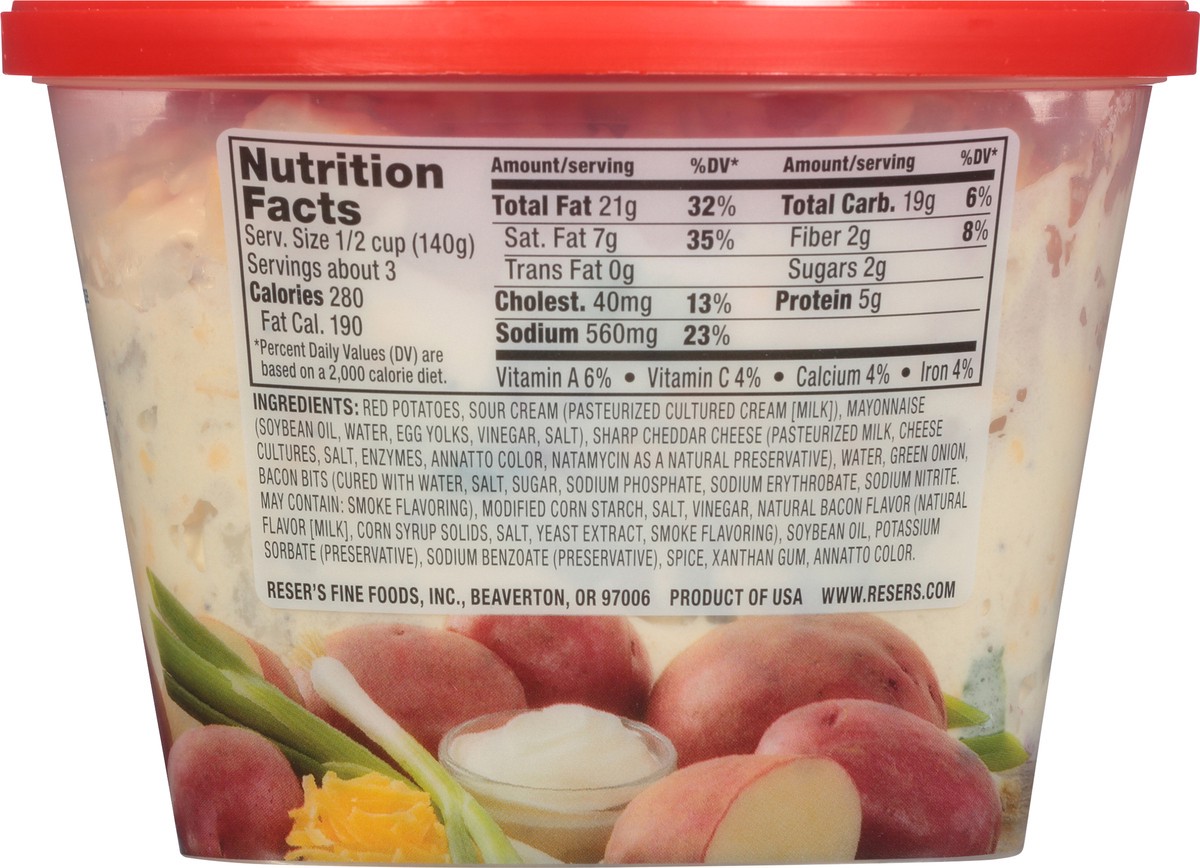 Nutrition
Facts
Serv. Size 1/2 cup (140g)
Servings about 3
Calories 280
Fat Cal. 190
*Percent Daily Values (DV) are
based on a 2,000 calorie diet.
Amount/serving %DV* Amount/serving %DV*
Total Fat 21g 32% Total Carb. 19g 6%
Sat. Fat 7g 35% Fiber 2g 8%
Trans Fat 0g Sugars 2g
Cholest. 40mg 13% Protein 5g
Sodium 560mg 23%
Vitamin A 6% • Vitamin C 4% • Calcium 4% • Iron 4%
INGREDIENTS: RED POTATOES, SOUR CREAM (PASTEURIZED CULTURED CREAM [MILK]), MAYONNAISE
(SOYBEAN OIL, WATER, EGG YOLKS, VINEGAR, SALT), SHARP CHEDDAR CHEESE (PASTEURIZED MILK, CHEESE
CULTURES, SALT, ENZYMES, ANNATTO COLOR, NATAMYCIN AS A NATURAL PRESERVATIVE), WATER, GREEN ONION,
BACON BITS (CURED WITH WATER, SALT, SUGAR, SODIUM PHOSPHATE, SODIUM ERYTHROBATE, SODIUM NITRITE.
MAY CONTAIN: SMOKE FLAVORING), MODIFIED CORN STARCH, SALT, VINEGAR, NATURAL BACON FLAVOR (NATURAL
FLAVOR [MILK], CORN SYRUP SOLIDS, SALT, YEAST EXTRACT, SMOKE FLAVORING), SOYBEAN OIL, POTASSIUM
SORBATE (PRESERVATIVE), SODIUM BENZOATE (PRESERVATIVE), SPICE, XANTHAN GUM, ANNATTO COLOR.
RESER'S FINE FOODS, INC., BEAVERTON, OR 97006 PRODUCT OF USA WWW.RESERS.COM